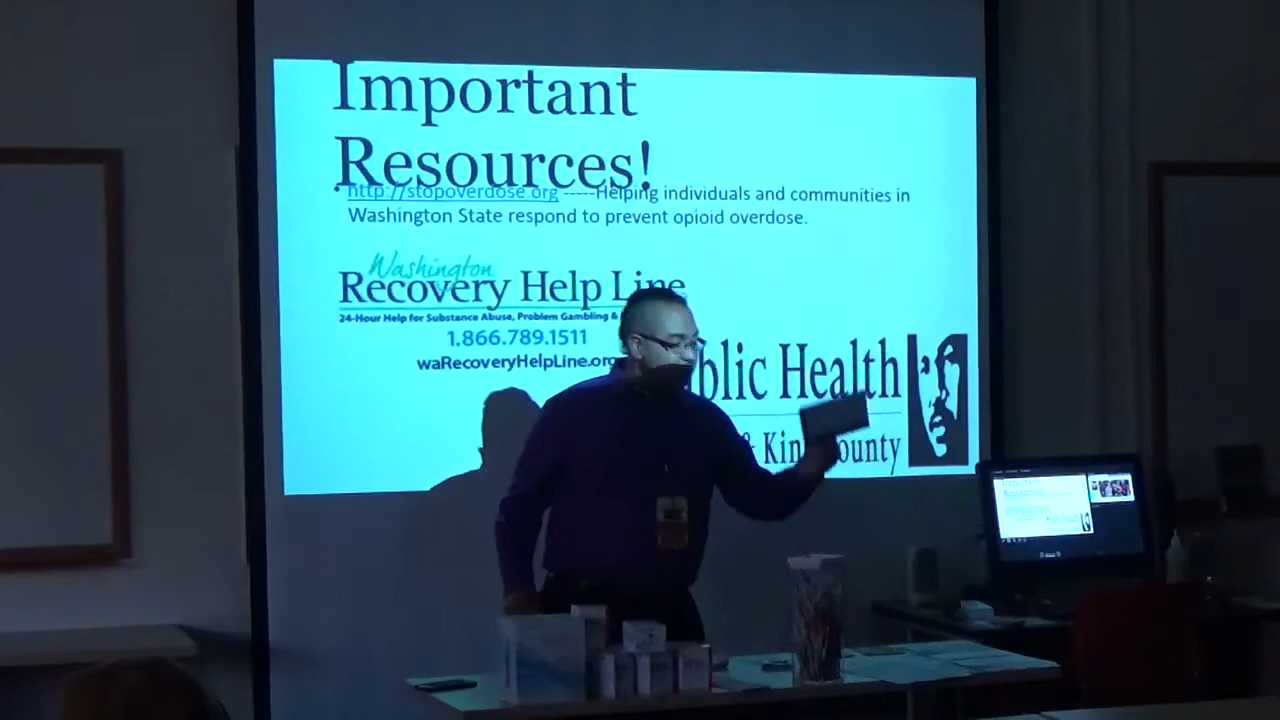 Important
Resources!
http://stopoverdose.org -----Helping individuals and communities in
Washington State respond to prevent opioid overdose.
Washington
Recovery Help Line
24-Hour Help for Substance Abuse, Problem Gambling &
1.866.789.1511
waRecoveryHelpLine.org
blic Health
& Kin ounty